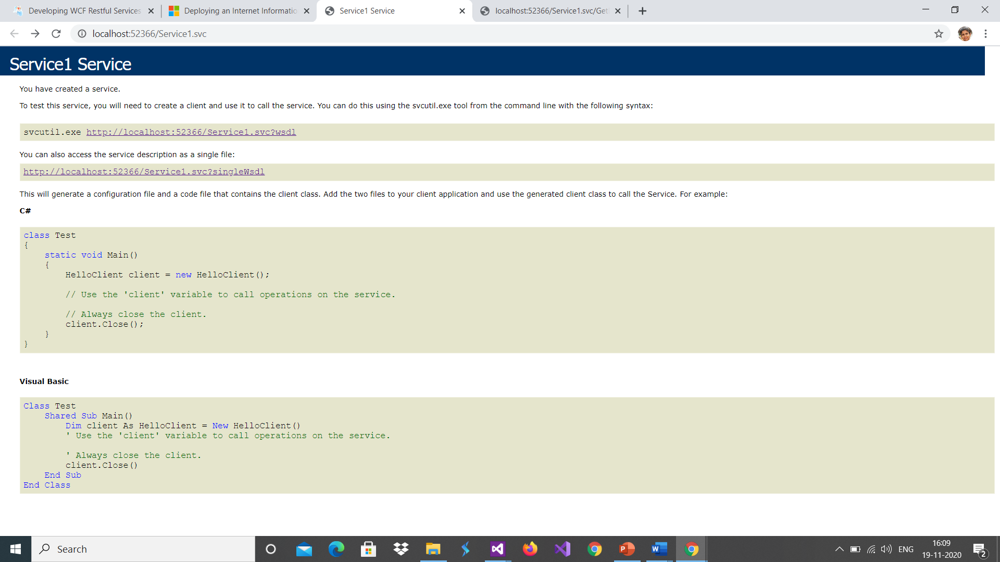 Developing WCF Restful Services
Deploying an Internet Informatio
Service1 Service
localhost:52366/Service1.svc/Get
localhost:52366/Service1.svc
Service1 Service
You have created a service.
To test this service, you will need to create a client and use it to call the service. You can do this using the svcutil.exe tool from the command line with the following syntax:
svcutil.exe http://localhost:52366/Service1.svc?wsdl
You can also access the service description as a single file:
http://localhost:52366/Service1.svc?singleWsdl
This will generate a configuration file and a code file that contains the client class. Add the two files to your client application and use the generated client class to call the Service. For example:
C#
class Test
{
    static void Main()
    {
        HelloClient client = new HelloClient();
        // Use the 'client' variable to call operations on the service.
        // Always close the client.
        client.Close();
    }
}
Visual Basic
Class Test
    Shared Sub Main()
        Dim client As HelloClient = New HelloClient()
        ' Use the 'client' variable to call operations on the service.
        ' Always close the client.
        client.Close()
    End Sub
End Class
Search
ENG
16:09
19-11-2020
2